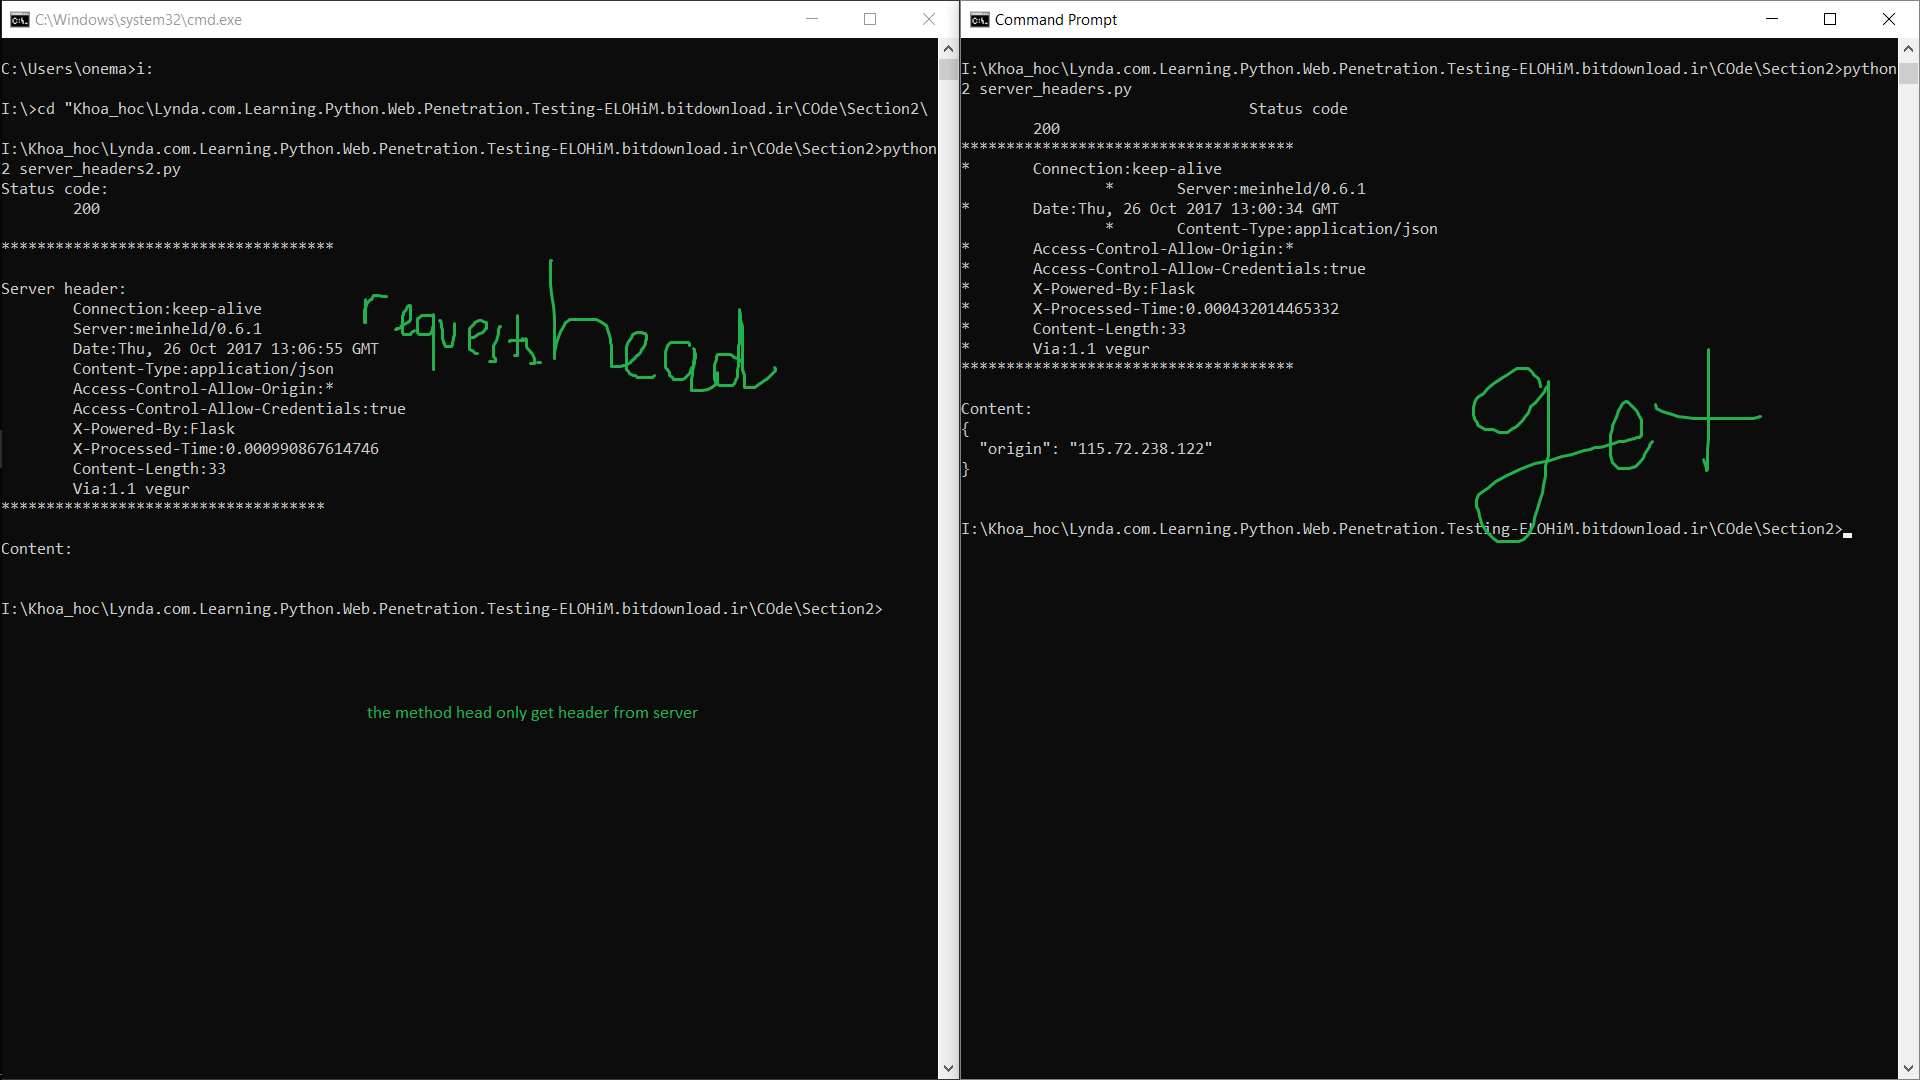 C:\Windows\system32\cmd.exe
C:\Users\onema>i:
I:\>cd "Khoa_hoc\Lynda.com.Learning.Python.Web.Penetration.Testing-ELOHiM.bitdownload.ir\COde\Section2\
I:\Khoa_hoc\Lynda.com.Learning.Python.Web.Penetration.Testing-ELOHiM.bitdownload.ir\COde\Section2>python
2 server_headers2.py
Status code:
200
*************************************
Server header:
Connection:keep-alive
Server:meinheld/0.6.1
Date:Thu, 26 Oct 2017 13:06:55 GMT
Content-Type:application/json
Access-Control-Allow-Origin:*
Access-Control-Allow-Credentials:true
X-Powered-By:Flask
X-Processed-Time:0.000990867614746
Content-Length:33
Via:1.1 vegur
************************************
Content:
I:\Khoa_hoc\Lynda.com.Learning.Python.Web.Penetration.Testing-ELOHiM.bitdownload.ir\COde\Section2>
requests.head
the method head only get header from server
Command Prompt
I:\Khoa_hoc\Lynda.com.Learning.Python.Web.Penetration.Testing-ELOHiM.bitdownload.ir\COde\Section2>python
2 server_headers.py
Status code
200
*************************************
* Connection:keep-alive
* Server:meinheld/0.6.1
* Date:Thu, 26 Oct 2017 13:00:34 GMT
* Content-Type:application/json
* Access-Control-Allow-Origin:*
* Access-Control-Allow-Credentials:true
* X-Powered-By:Flask
* X-Processed-Time:0.000432014465332
* Content-Length:33
* Via:1.1 vegur
*************************************
Content:
{
"origin": "115.72.238.122"
}
I:\Khoa_hoc\Lynda.com.Learning.Python.Web.Penetration.Testing-ELOHiM.bitdownload.ir\COde\Section2>
get